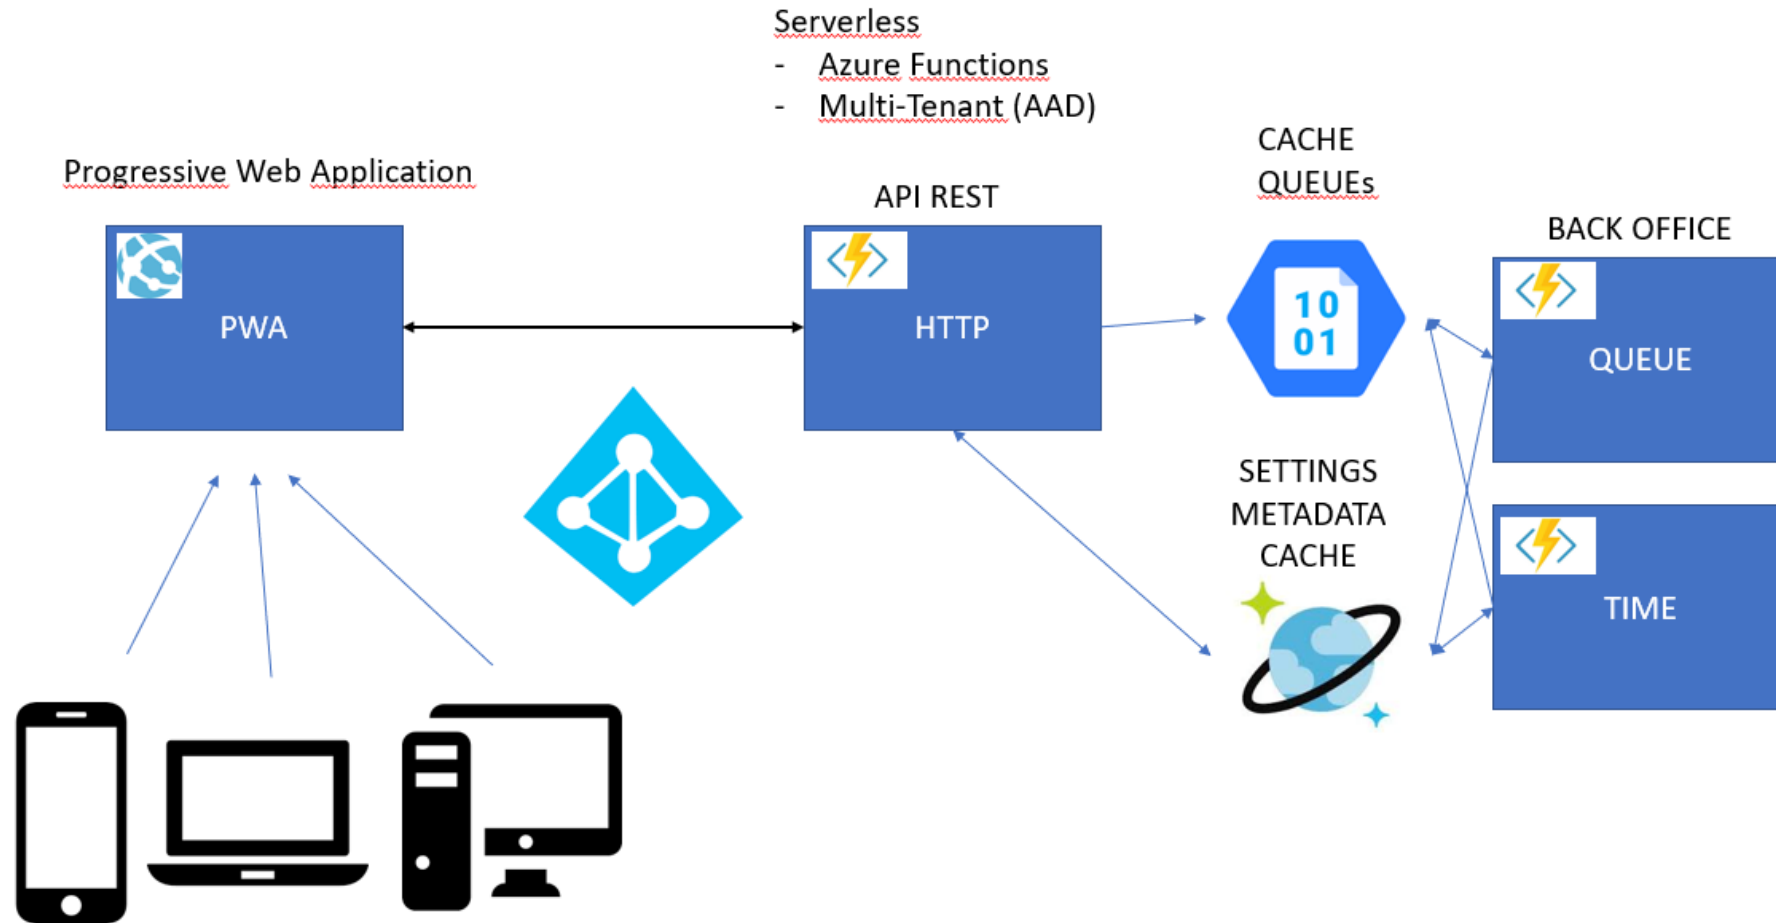 Serverless
- Azure Functions
- Multi-Tenant (AAD)
Progressive Web Application
API REST
CACHE
QUEUEs
BACK OFFICE
PWA
HTTP
10
01
QUEUE
SETTINGS
METADATA
CACHE
TIME